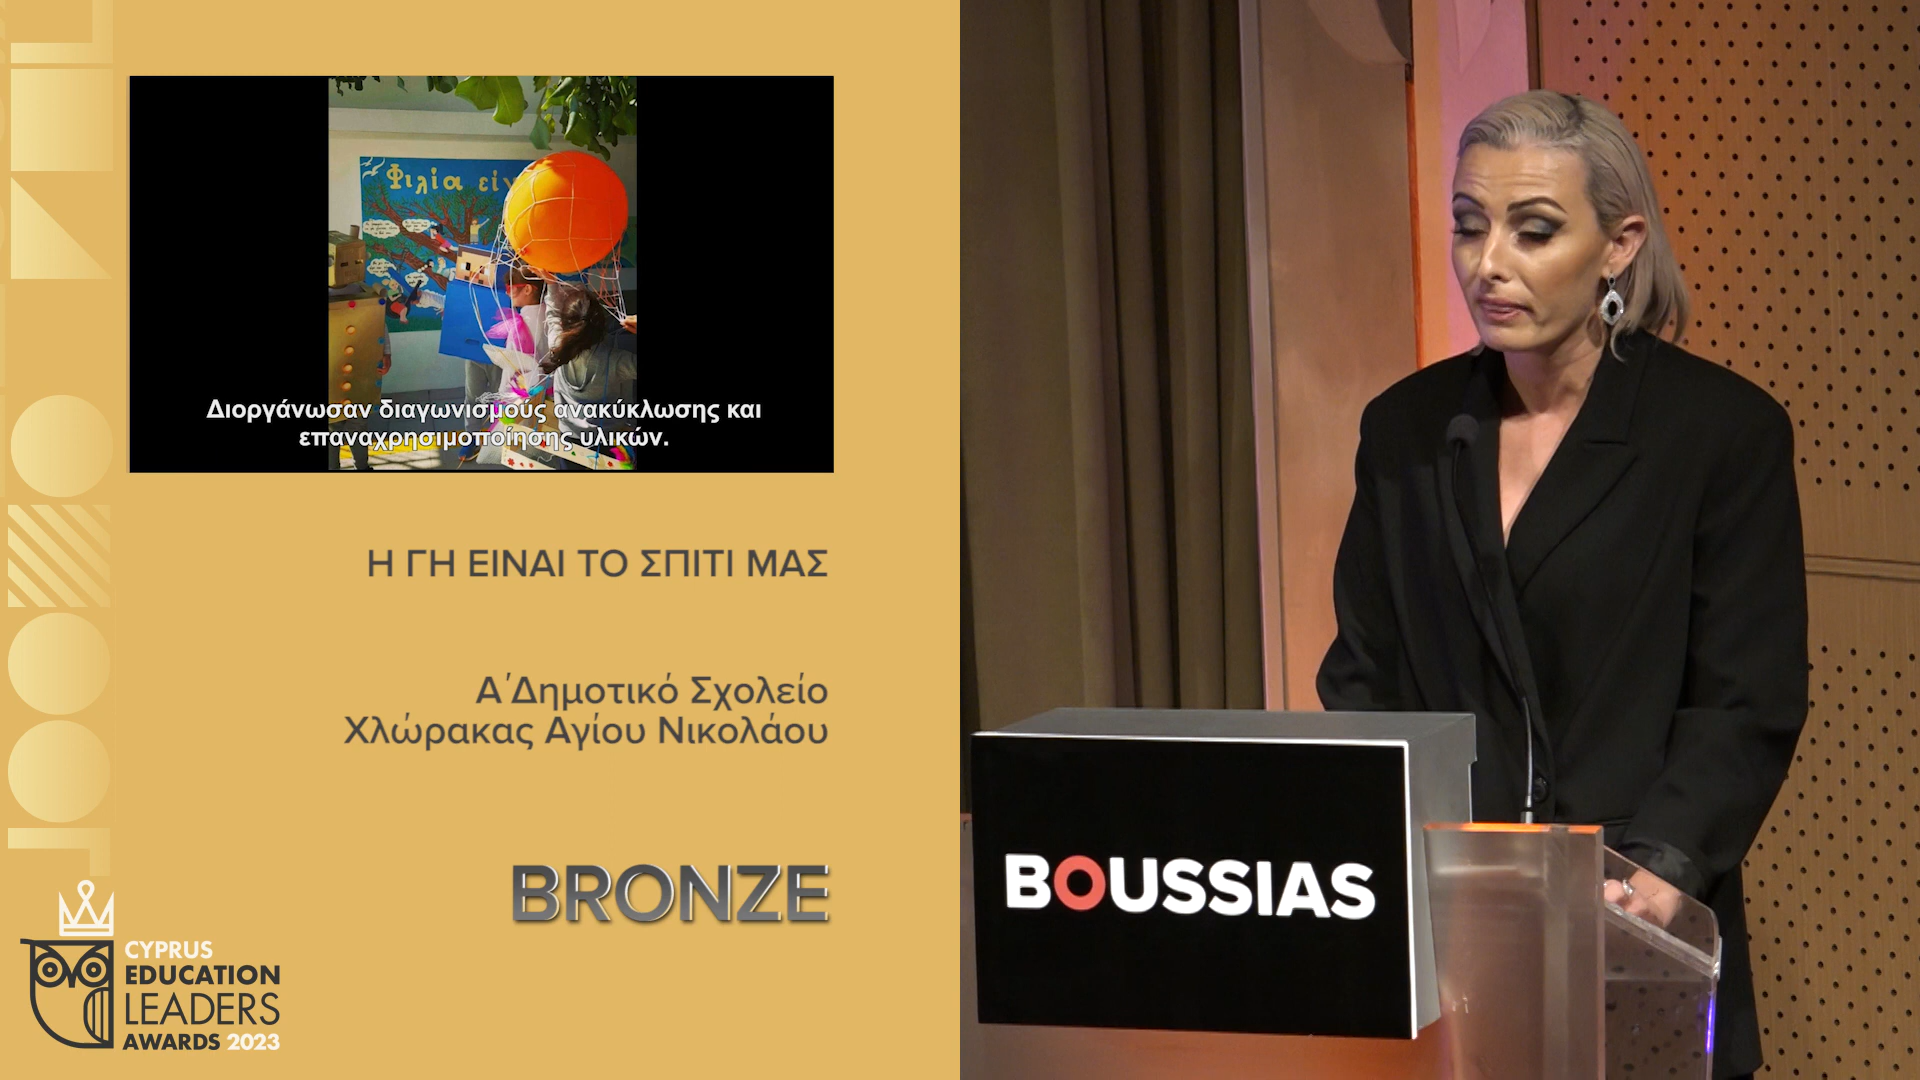 Φιλία εί
Διοργάνωσαν διαγωνισμούς ανακύκλωσης και
επαναχρησιμοποίησης υλικών.
Η ΓΗ ΕΙΝΑΙ ΤΟ ΣΠΙΤΙ ΜΑΣ
Α΄Δημοτικό Σχολείο
Χλώρακας Αγίου Νικολάου
BRONZE
CYPRUS
EDUCATION
LEADERS
AWARDS 2023
BOUSSIAS